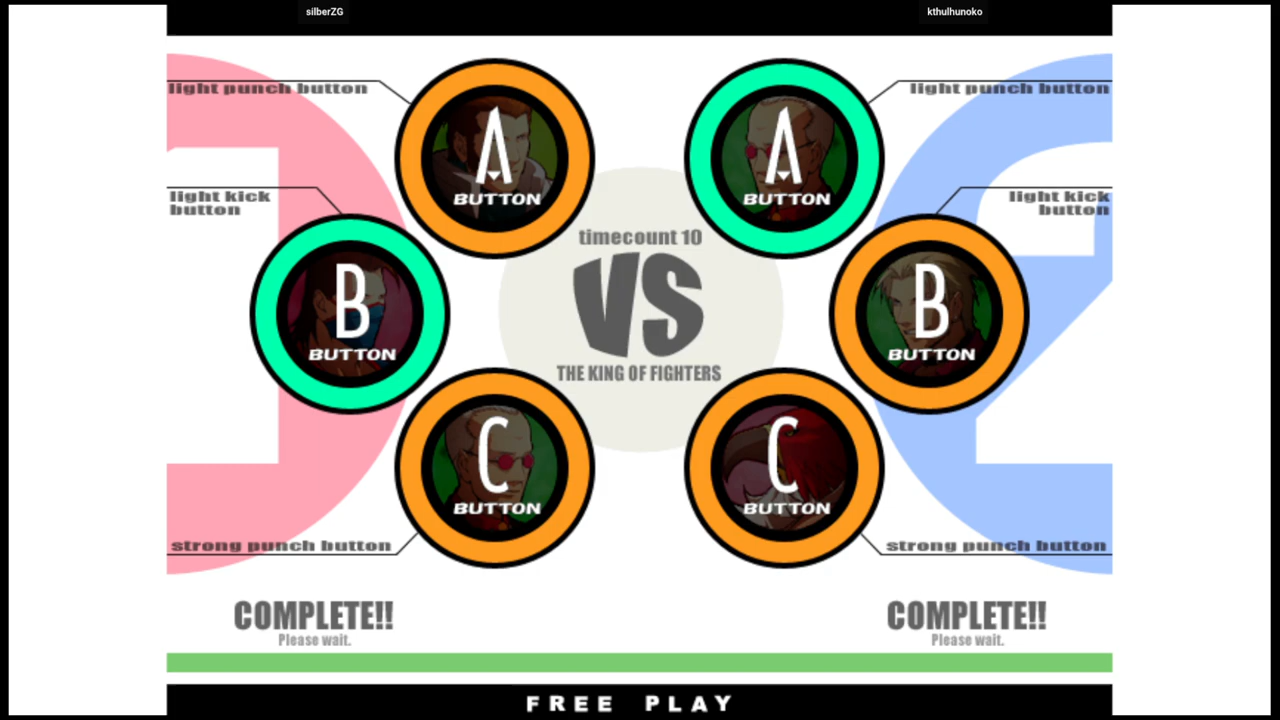 silberZG
kthulhunoko
light punch button
light punch button
A
BUTTON
A
BUTTON
light kick
button
light kick
button
B
BUTTON
timecount 10
VS
THE KING OF FIGHTERS
B
BUTTON
C
BUTTON
C
BUTTON
strong punch button
strong punch button
COMPLETE!!
Please wait.
COMPLETE!!
Please wait.
FREE PLAY